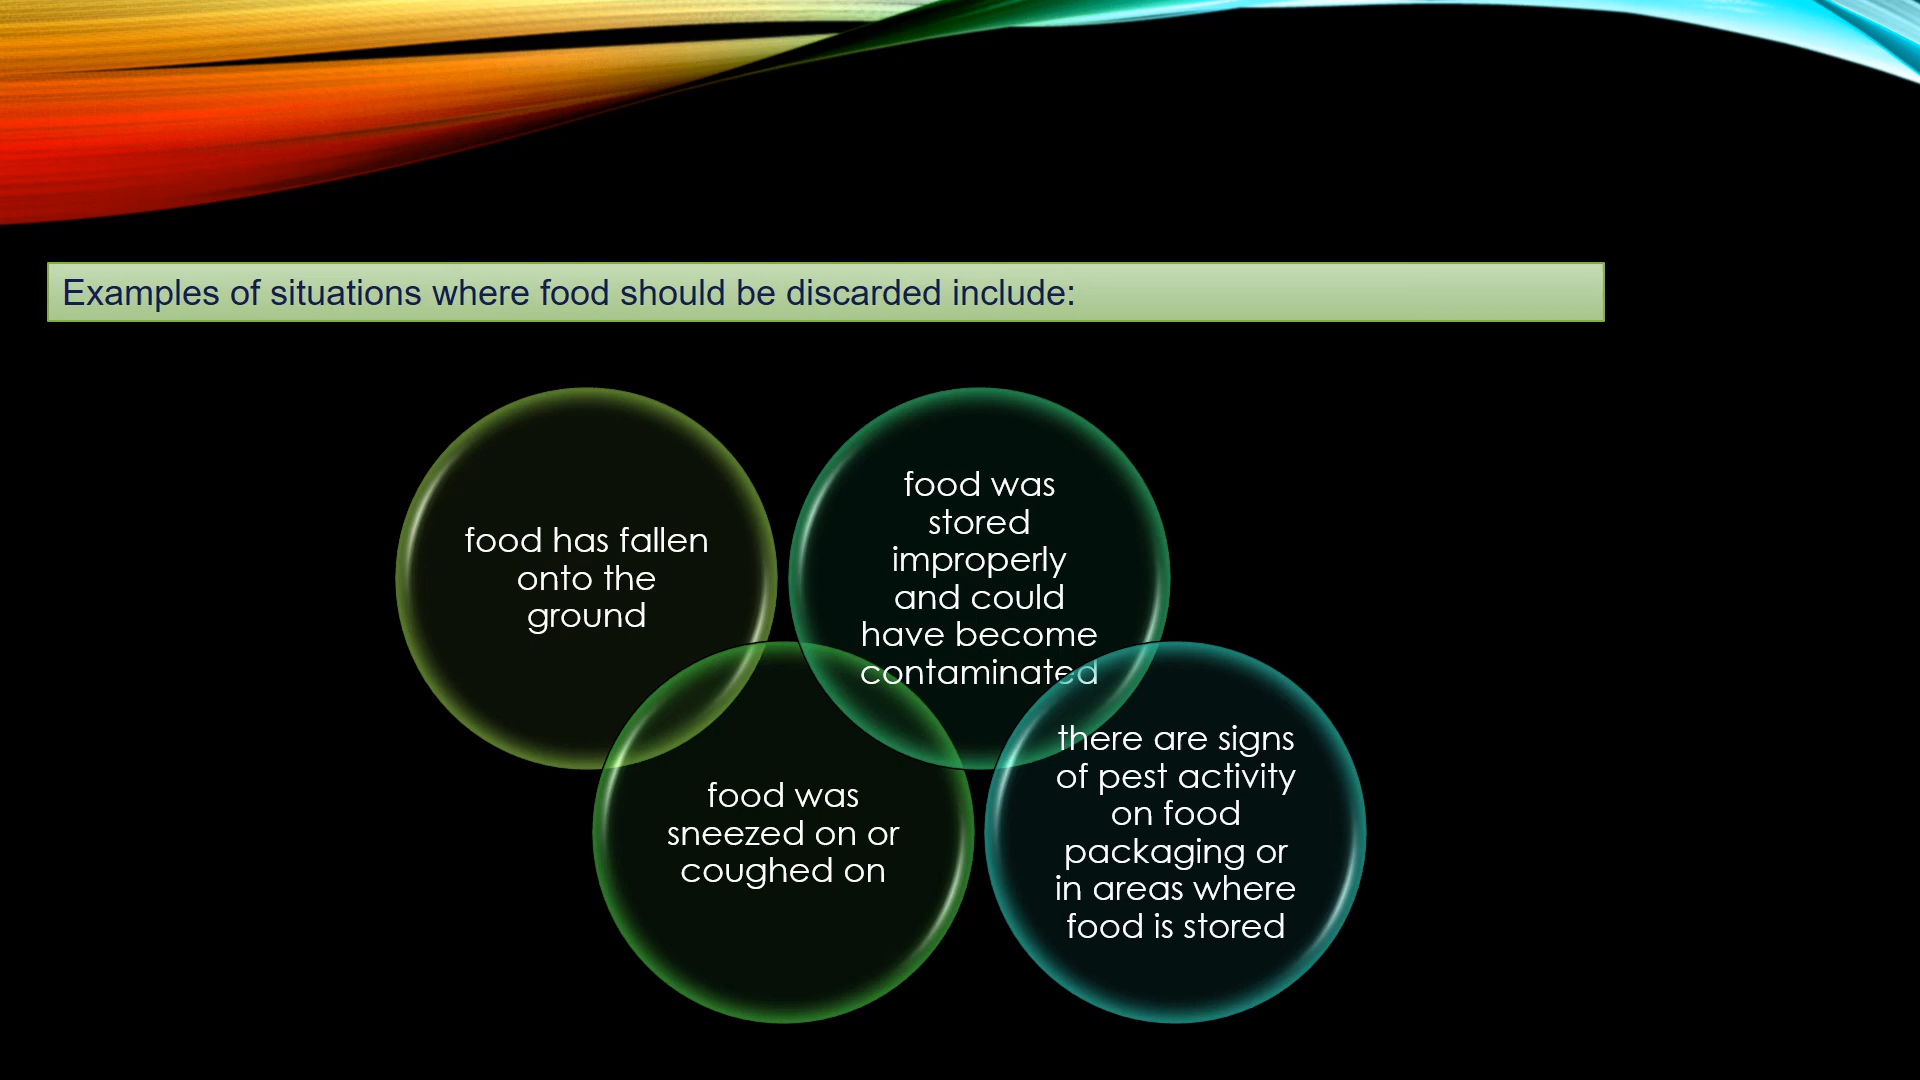 Examples of situations where food should be discarded include:
food has fallen
onto the
ground
food was
sneezed on or
coughed on
food was
stored
improperly
and could
have become
contaminated
there are signs
of pest activity
on food
packaging or
in areas where
food is stored